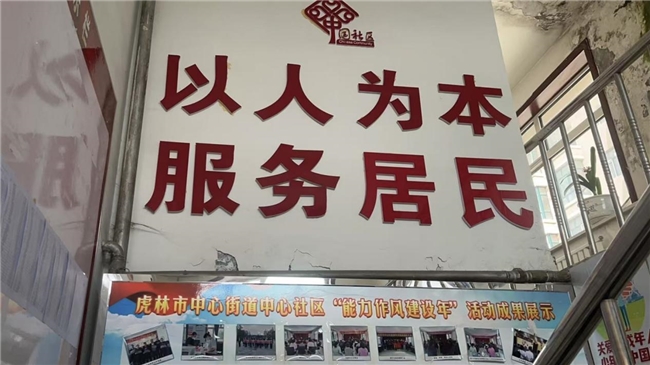 中国社区
以人为本
服务居民
虎林市中心街道中心社区“能力作风建设年”活动成果展示